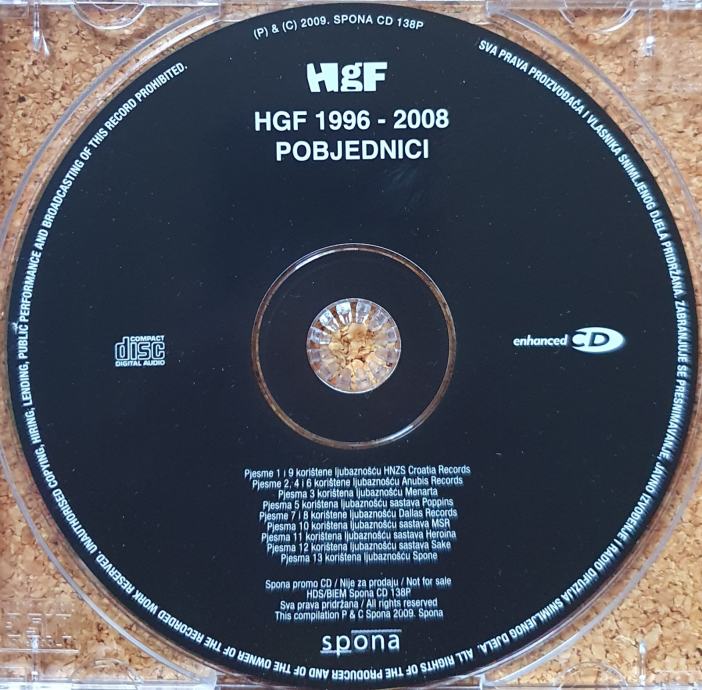 (P) & (C) 2009. SPONA CD 138P
HgF
HGF 1996 - 2008
POBJEDNICI
COMPACT
disc
DIGITAL AUDIO
enhanced CD
Pjesme 1 i 9 korištene ljubaznošću HNZS Croatia Records
Pjesme 2, 4 i 6 korištene ljubaznošću Anubis Records
Pjesma 3 korištena ljubaznošću Menarta
Pjesma 5 korištena ljubaznošću sastava Poppins
Pjesme 7 i 8 korištene ljubaznošću Dallas Records
Pjesma 10 korištena ljubaznošću sastava MSR
Pjesma 11 korištena ljubaznošću sastava Heroina
Pjesma 12 korištena ljubaznošću sastava Sake
Pjesma 13 korištena ljubaznošću Spone
Spona promo CD / Nije za prodaju / Not for sale
HDS/BIEM Spona CD 138P
Sva prava pridržana / All rights reserved
This compilation P & C Spona 2009. Spona
spona
SVA PRAVA PROIZVOĐAČA I VLASNIKA SNIMLJENOG DJELA PRIDRŽANA. ZABRANJUJE SE PRESNIMAVANJE, JAVNO IZVOĐENJE I RADIO DIFUZIJA SNIMLJENOG DJELA. ALL RIGHTS OF THE PRODUCER AND OF THE OWNER OF THE RECORDED WORK RESERVED. UNAUTHORISED COPYING, HIRING, LENDING, PUBLIC PERFORMANCE AND BROADCASTING OF THIS RECORD PROHIBITED.